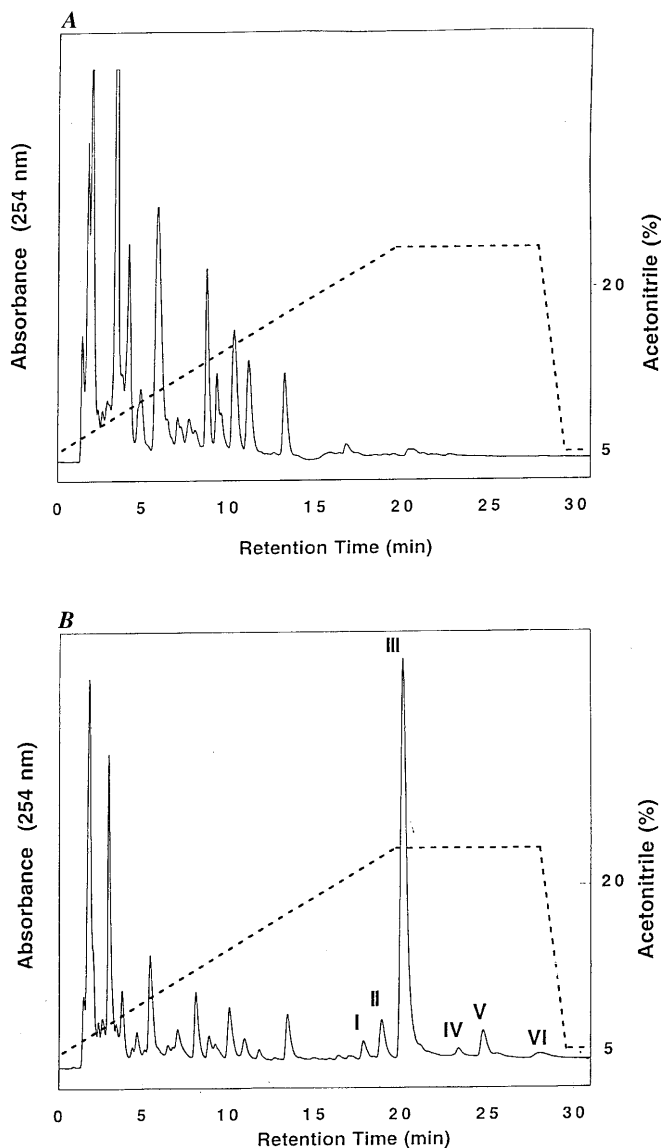 A
Absorbance (254 nm)
Acetonitrile (%)
20
5
0 5 10 15 20 25 30
Retention Time (min)
B
III
Absorbance (254 nm)
Acetonitrile (%)
20
I II IV V VI
5
0 5 10 15 20 25 30
Retention Time (min)